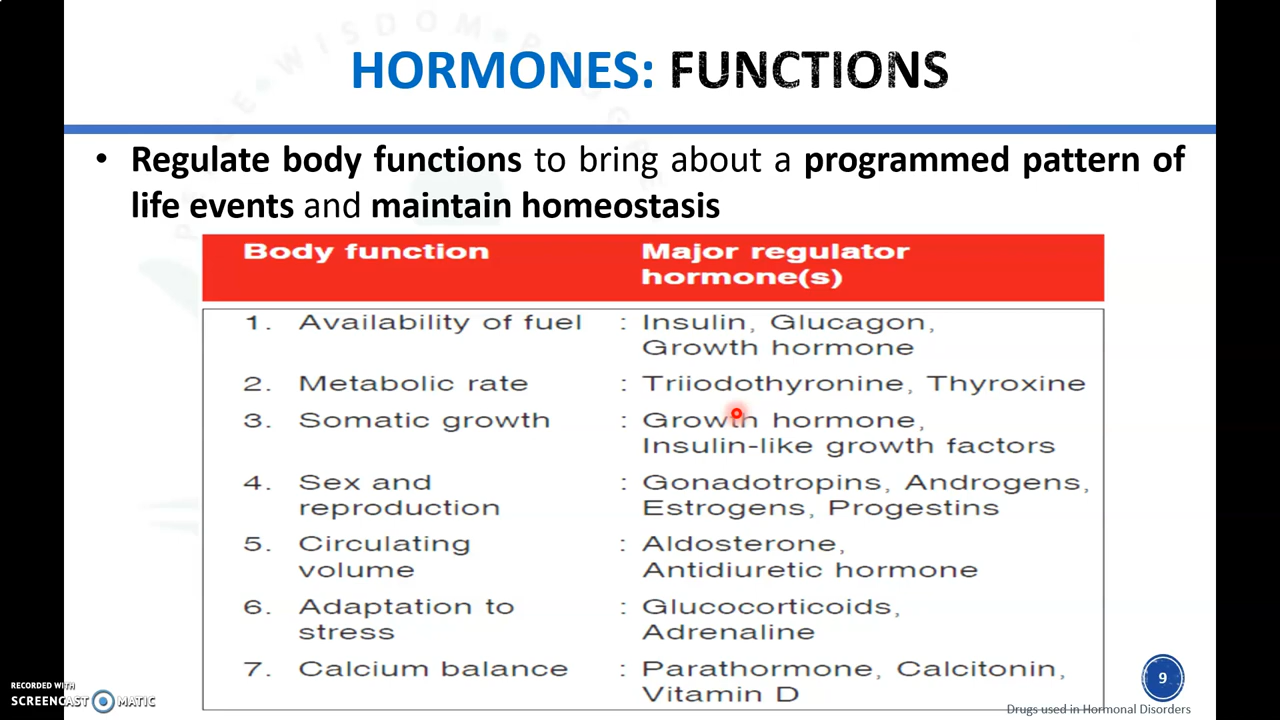 HORMONES: FUNCTIONS
• Regulate body functions to bring about a programmed pattern of
life events and maintain homeostasis
Body function Major regulator
hormone(s)
1. Availability of fuel : Insulin, Glucagon,
Growth hormone
2. Metabolic rate : Triiodothyronine, Thyroxine
3. Somatic growth : Growth hormone,
Insulin-like growth factors
4. Sex and : Gonadotropins, Androgens,
reproduction Estrogens, Progestins
5. Circulating : Aldosterone,
volume Antidiuretic hormone
6. Adaptation to : Glucocorticoids,
stress Adrenaline
7. Calcium balance : Parathormone, Calcitonin,
Vitamin D
9
Drugs used in Hormonal Disorders
RECORDED WITH
SCREENCAST MATIC